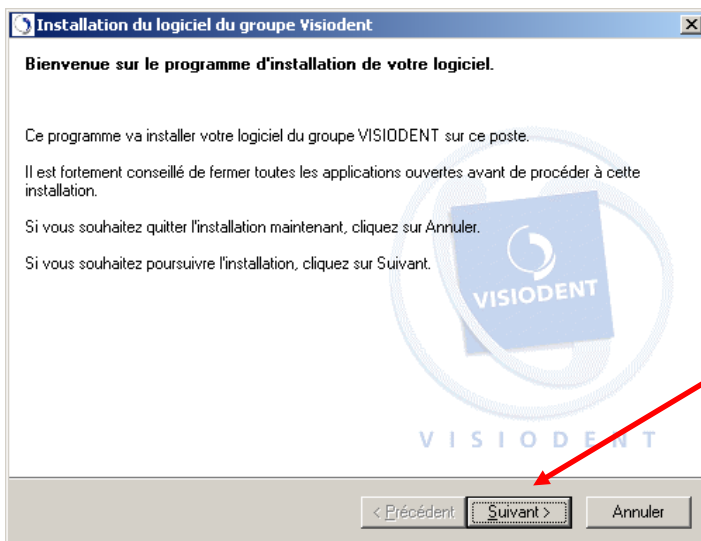 Installation du logiciel du groupe Visiodent
Bienvenue sur le programme d'installation de votre logiciel.
Ce programme va installer votre logiciel du groupe VISIODENT sur ce poste.
Il est fortement conseillé de fermer toutes les applications ouvertes avant de procéder à cette
installation.
Si vous souhaitez quitter l'installation maintenant, cliquez sur Annuler.
Si vous souhaitez poursuivre l'installation, cliquez sur Suivant.
VISIODENT
VISIODENT
< Précédent Suivant > Annuler